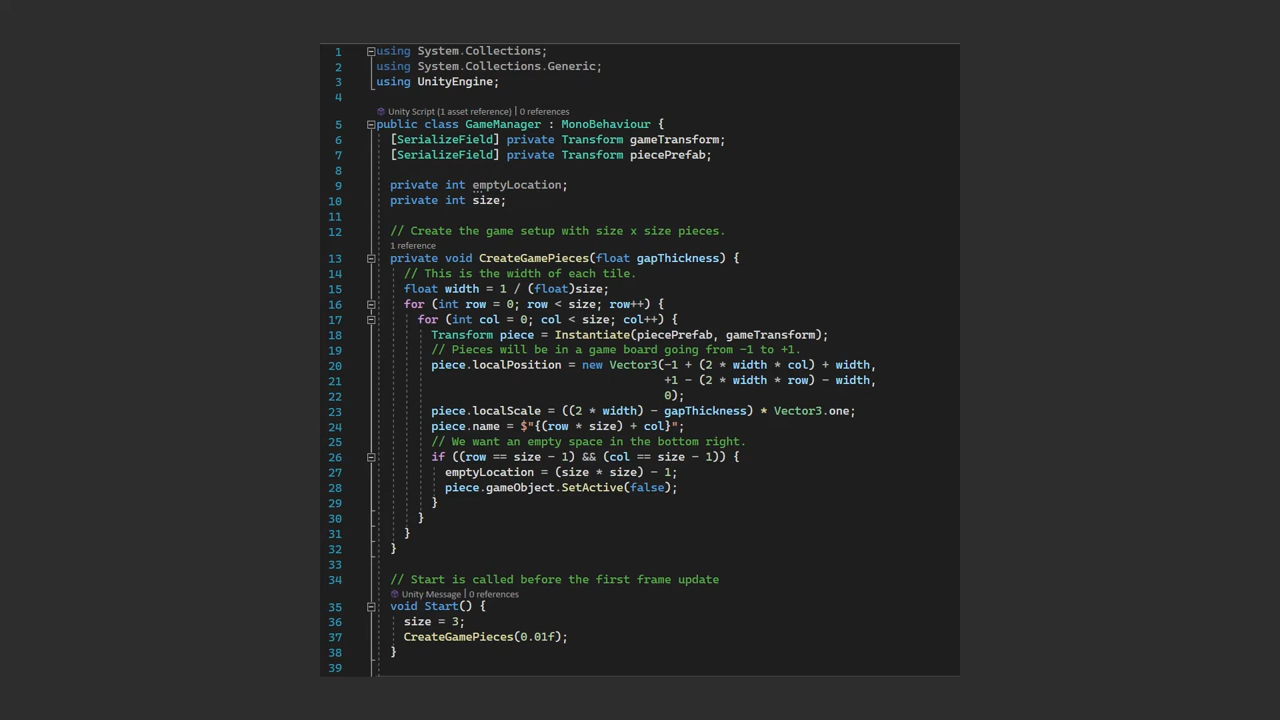 1 using System.Collections;
2 using System.Collections.Generic;
3 using UnityEngine;
4
Unity Script (1 asset reference) | 0 references
5 public class GameManager : MonoBehaviour {
6 [SerializeField] private Transform gameTransform;
7 [SerializeField] private Transform piecePrefab;
8
9 private int emptyLocation;
10 private int size;
11
12 // Create the game setup with size x size pieces.
1 reference
13 private void CreateGamePieces(float gapThickness) {
14 // This is the width of each tile.
15 float width = 1 / (float)size;
16 for (int row = 0; row < size; row++) {
17 for (int col = 0; col < size; col++) {
18 Transform piece = Instantiate(piecePrefab, gameTransform);
19 // Pieces will be in a game board going from -1 to +1.
20 piece.localPosition = new Vector3(-1 + (2 * width * col) + width,
21 +1 - (2 * width * row) - width,
22 0);
23 piece.localScale = ((2 * width) - gapThickness) * Vector3.one;
24 piece.name = $"{(row * size) + col}";
25 // We want an empty space in the bottom right.
26 if ((row == size - 1) && (col == size - 1)) {
27 emptyLocation = (size * size) - 1;
28 piece.gameObject.SetActive(false);
29 }
30 }
31 }
32 }
33
34 // Start is called before the first frame update
Unity Message | 0 references
35 void Start() {
36 size = 3;
37 CreateGamePieces(0.01f);
38 }
39